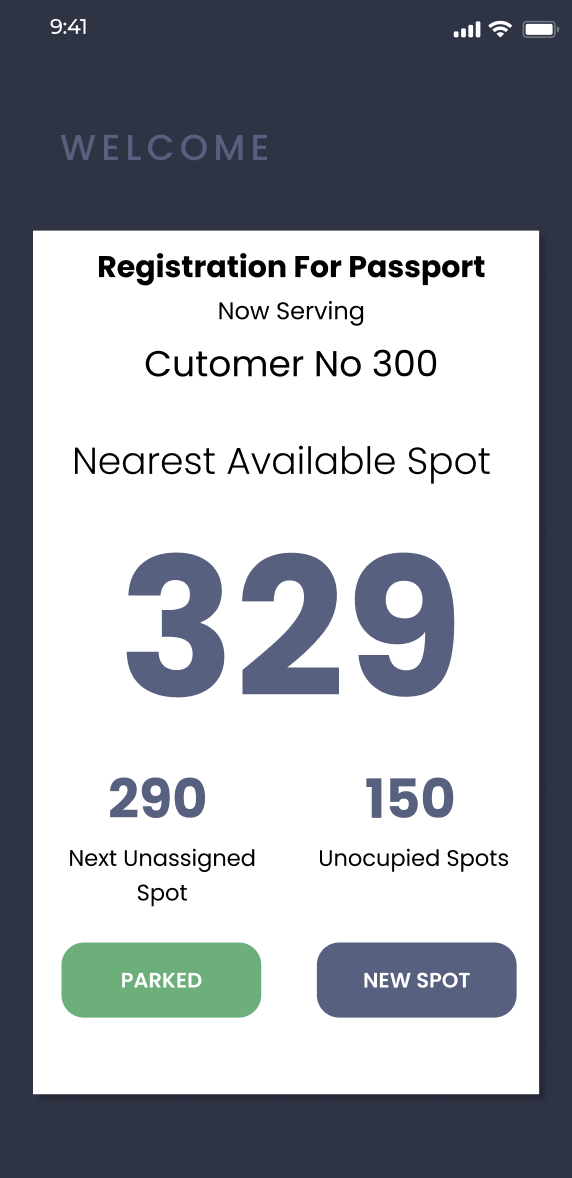 9:41
WELCOME
Registration For Passport
Now Serving
Cutomer No 300
Nearest Available Spot
329
290
Next Unassigned
Spot
150
Unocupied Spots
PARKED
NEW SPOT